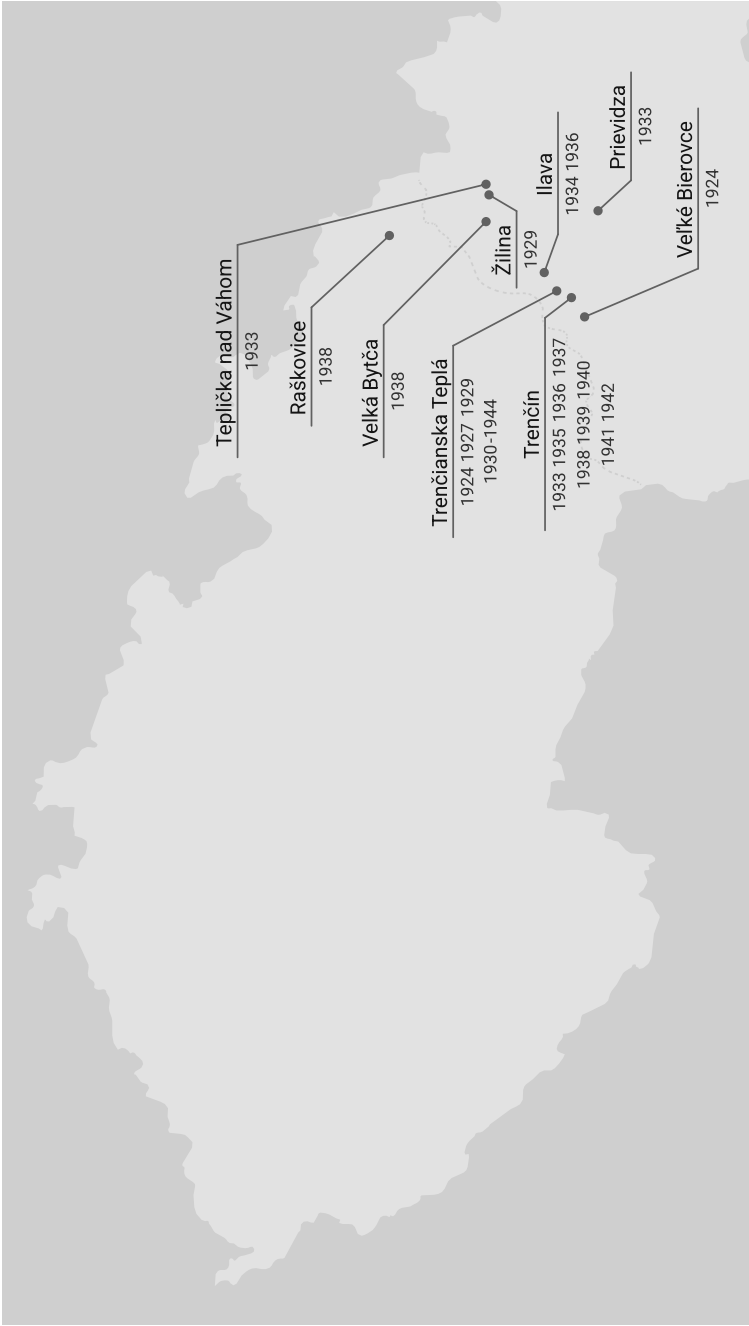 Teplička nad Váhom
1933
Raškovice
1938
Velká Bytča
1938
Trenčianska Teplá
1924 1927 1929
1930-1944
Žilina
1929
Trenčín
1933 1935 1936 1937
1938 1939 1940
1941 1942
Ilava
1934 1936
Prievidza
1933
Veľké Bierovce
1924